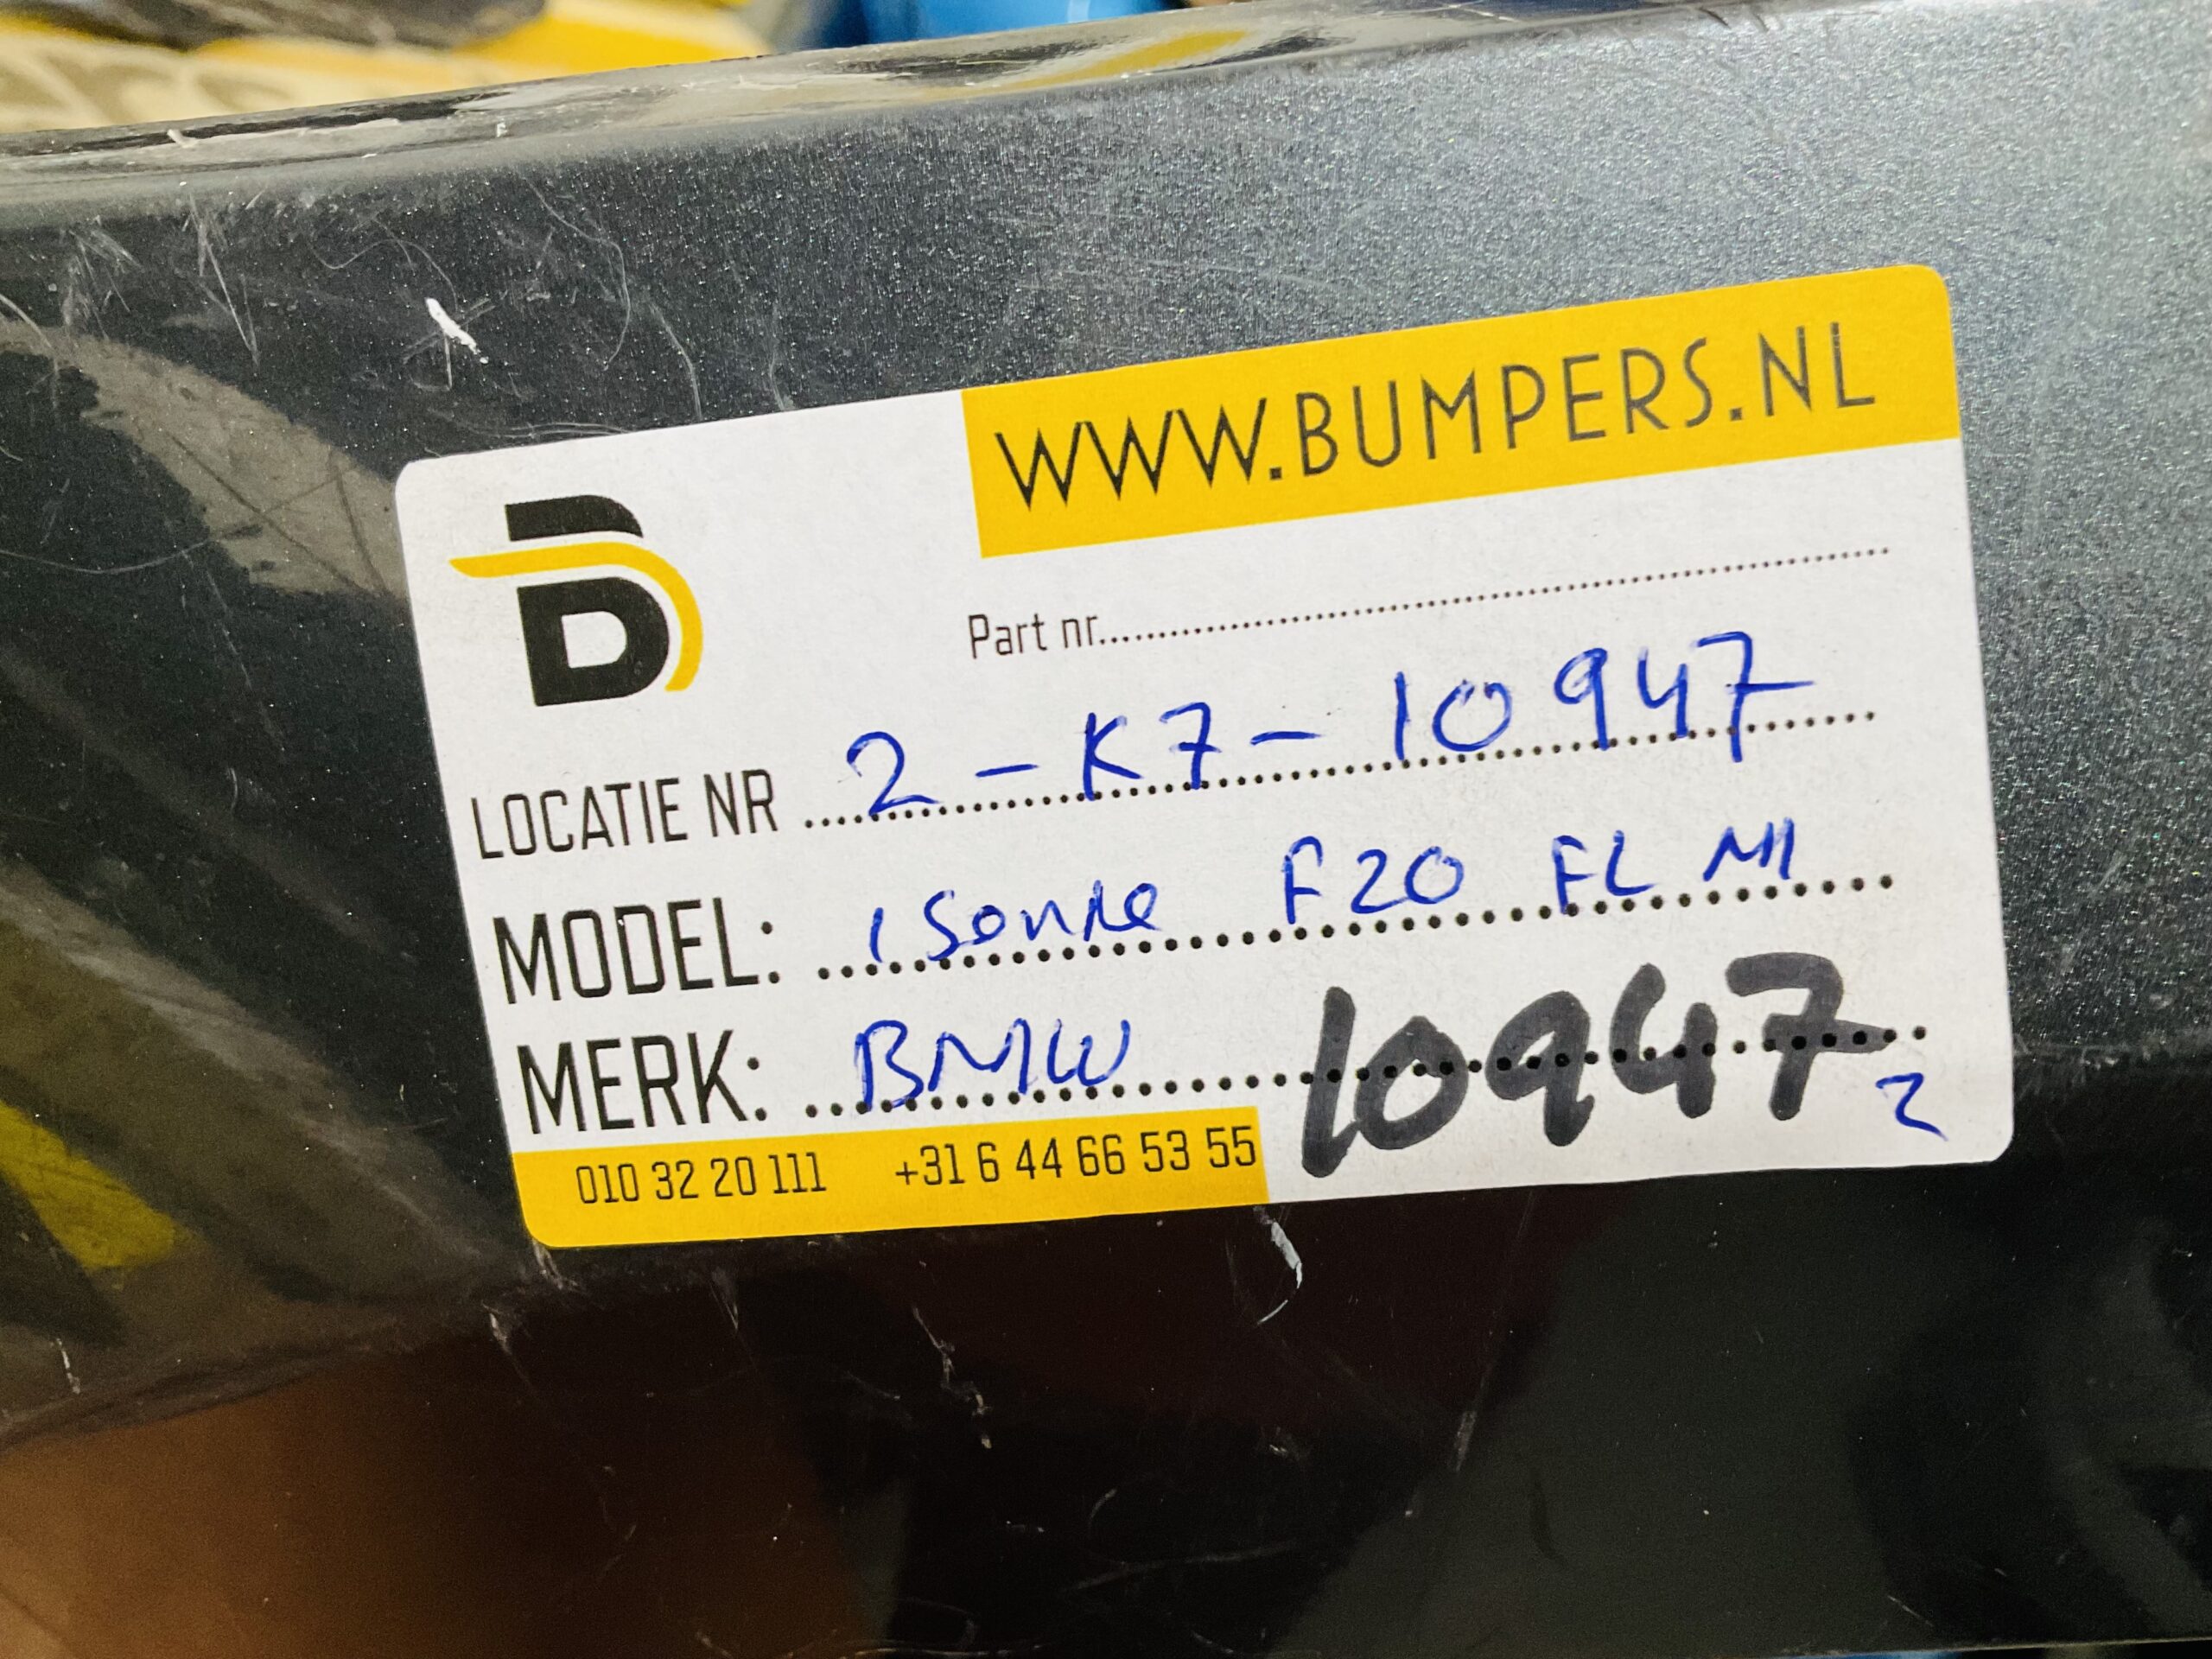 WWW.BUMPERS.NL
B
Part nr.
LOCATIE NR 2-K7-10947
MODEL: 1 Serie F20 FL M1
MERK: BMW 10947
2
010 32 20 111 +31 6 44 66 53 55